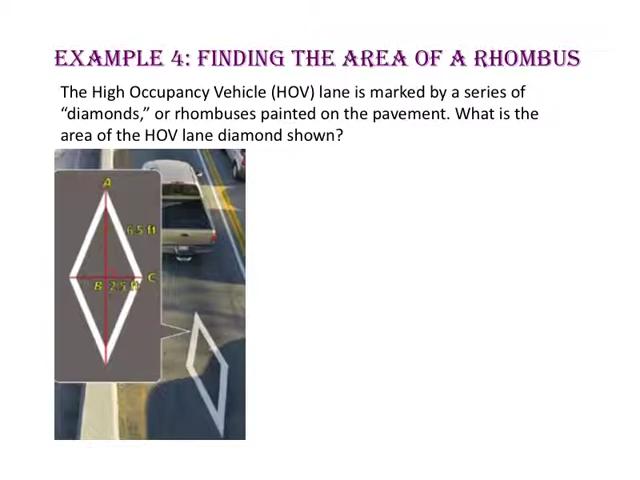 Example 4: Finding the Area of a Rhombus
The High Occupancy Vehicle (HOV) lane is marked by a series of
“diamonds,” or rhombuses painted on the pavement. What is the
area of the HOV lane diamond shown?
A
6.5 ft
B 2.5 ft C